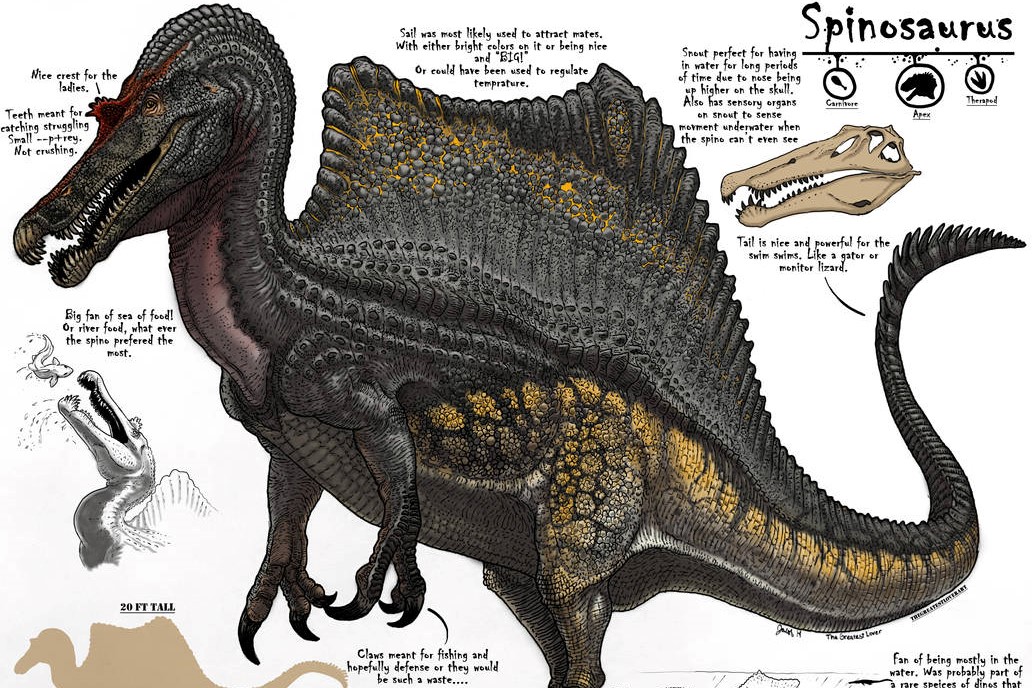 Spinosaurus
Carnivore
Apex
Therapod
Sail was most likely used to attract mates.
With either bright colors on it or being nice
and "BIG!"
Or could have been used to regulate
temprature.
Nice crest for the
ladies.
Teeth meant for
catching struggling
Small --p+rey.
Not crushing.
Snout perfect for having
in water for long periods
of time due to nose being
up higher on the skull.
Also has sensory organs
on snout to sense
movment underwater when
the spino can't even see
Tail is nice and powerful for the
swim swims. Like a gator or
monitor lizard.
Big fan of sea of food!
Or river food, what ever
the spino prefered the
most.
20 FT TALL
Claws meant for fishing and
hopefully defense or they would
be such a waste....
THEGREATESTLOVERART
The Greatest Lover
Fan of being mostly in the
water. Was probably part of
a rare speices of dinos that